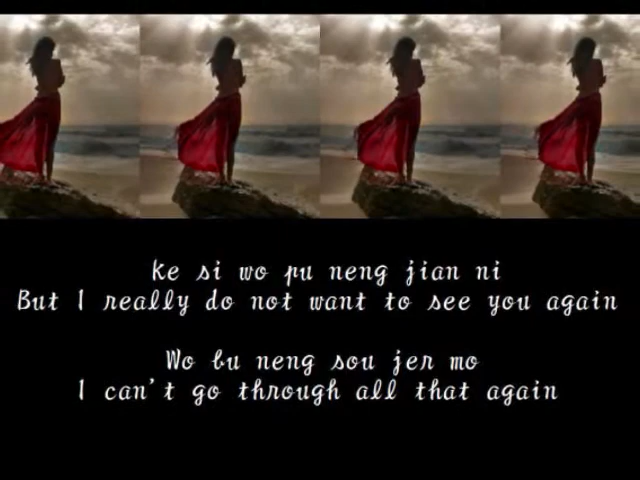 ke si wo pu neng jian ni
But I really do not want to see you again
Wo bu neng sou jer mo
I can't go through all that again